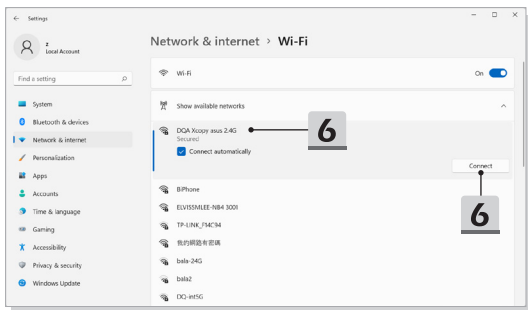 Settings
z
Local Account
Find a setting
System
Bluetooth & devices
Network & internet
Personalization
Apps
Accounts
Time & language
Gaming
Accessibility
Privacy & security
Windows Update
Network & internet > Wi-Fi
Wi-Fi
On
Show available networks
DQA Xcopy asus 2.4G
Secured
Connect automatically
6
Connect
6
BiPhone
ELVISSMLEE-NB4 3001
TP-LINK_F14C94
我的網路有密碼
bala-24G
bala2
DQ-int5G